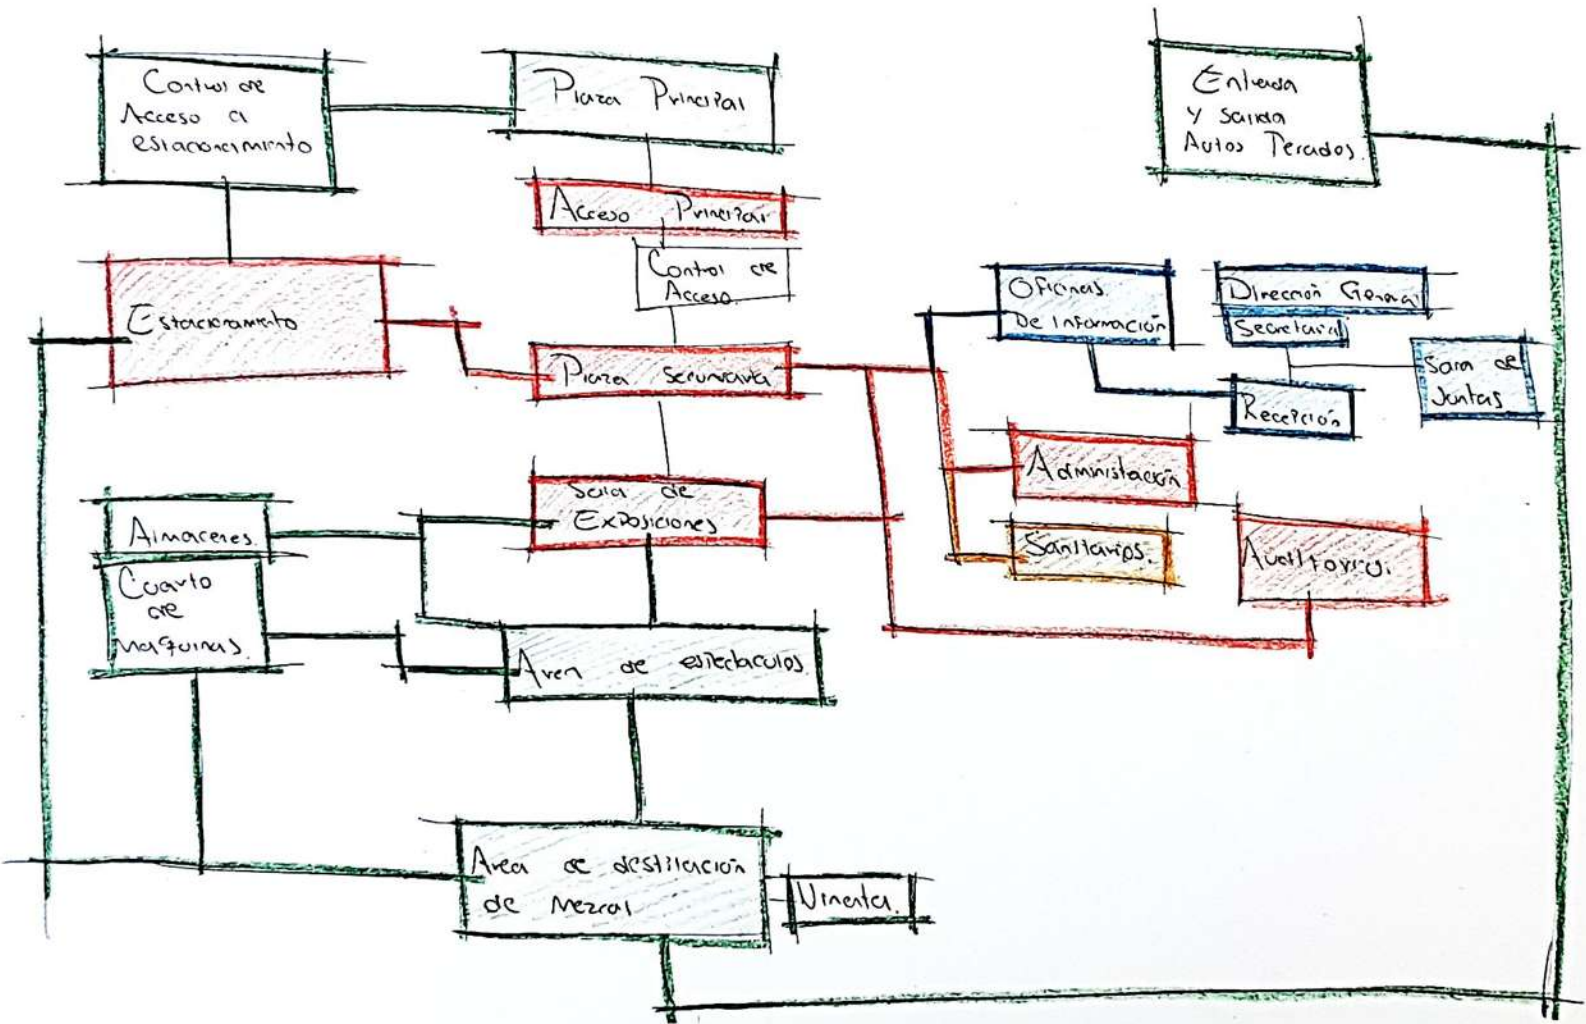 Control de
Acceso a
estacionamiento
Plaza Principal
Entrada
y salida
Autos Pesados.
Acceso Principal
Control de
Acceso.
Estacionamiento
Oficinas.
De información
Dirección General
Secretaria
Sala de
Juntas
Plaza secundaria
Recepción
Administación
Sala de
Exposiciones
Almacenes.
Sanitarios.
Auditorio.
Cuarto
de
maquinas.
Area de espectaculos.
Area de destilación
de Mezcal
Vinata.